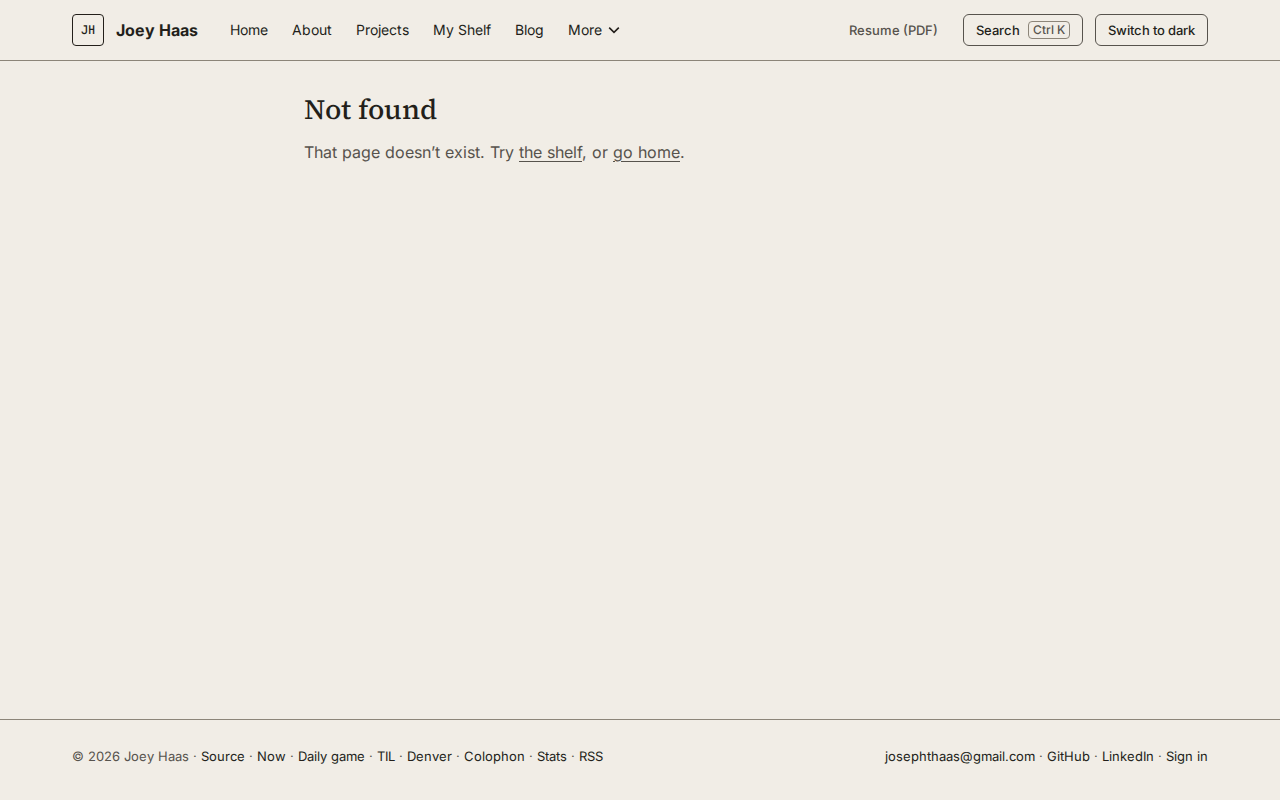 JH Joey Haas Home About Projects My Shelf Blog More Resume (PDF) Search Ctrl K Switch to dark
Not found
That page doesn’t exist. Try the shelf, or go home.
© 2026 Joey Haas · Source · Now · Daily game · TIL · Denver · Colophon · Stats · RSS josephthaas@gmail.com · GitHub · LinkedIn · Sign in